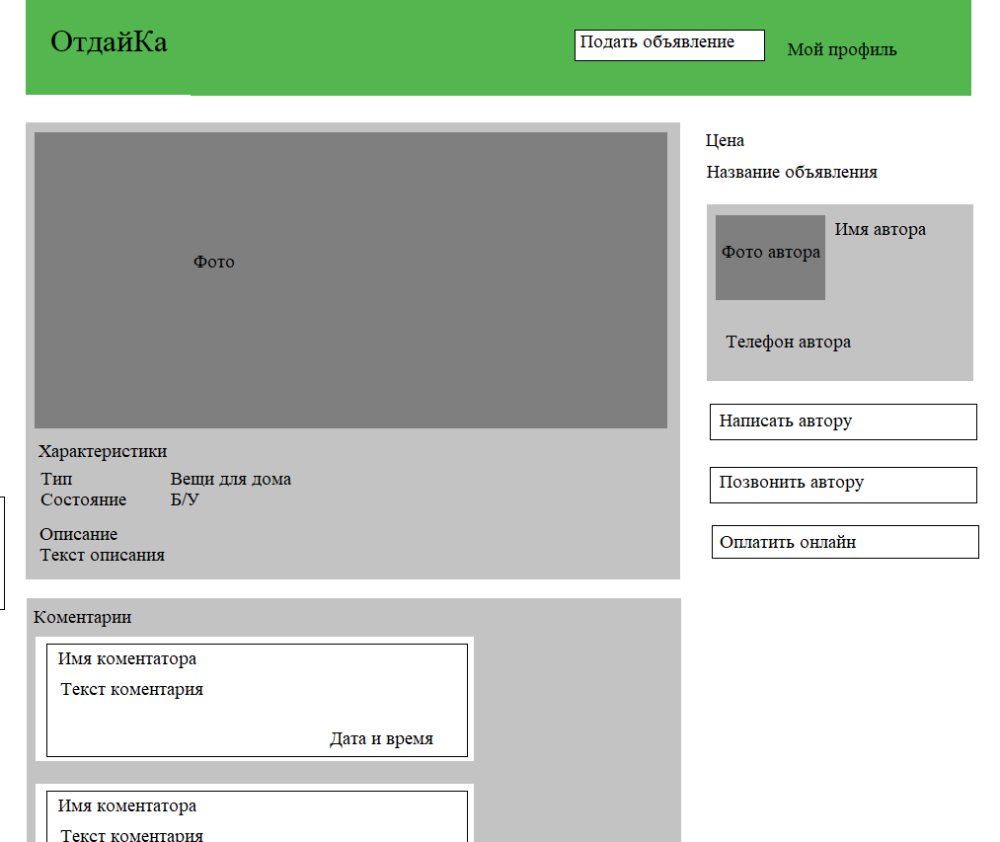 ОтдайКа
Подать объявление
Мой профиль
Фото
Характеристики
Тип Вещи для дома
Состояние Б/У
Описание
Текст описания
Цена
Название объявления
Фото автора
Имя автора
Телефон автора
Написать автору
Позвонить автору
Оплатить онлайн
Коментарии
Имя коментатора
Текст коментария
Дата и время
Имя коментатора
Текст коментария